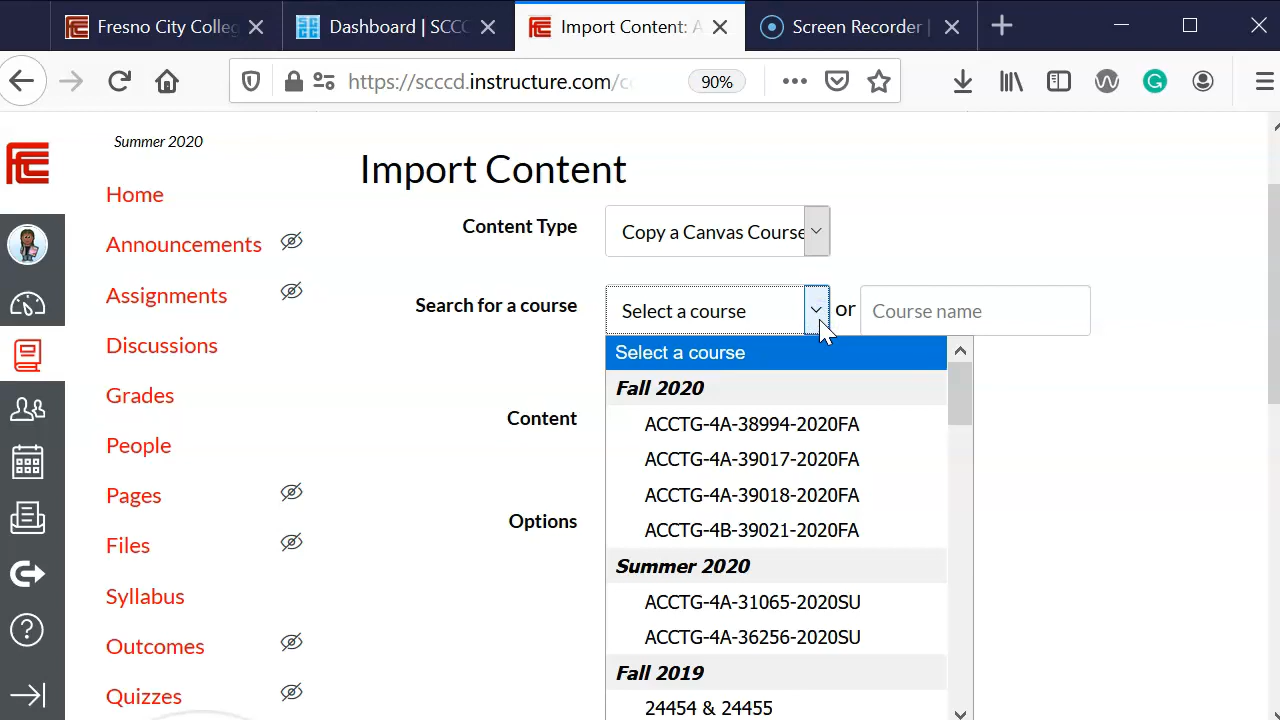 Fresno City Colleg
Dashboard | SCCC
Import Content: A
Screen Recorder |
https://scccd.instructure.com/c
90%
Summer 2020
Import Content
Home
Announcements
Assignments
Discussions
Grades
People
Pages
Files
Syllabus
Outcomes
Quizzes
Content Type
Copy a Canvas Course
Search for a course
Select a course
or
Course name
Content
Options
Select a course
Fall 2020
ACCTG-4A-38994-2020FA
ACCTG-4A-39017-2020FA
ACCTG-4A-39018-2020FA
ACCTG-4B-39021-2020FA
Summer 2020
ACCTG-4A-31065-2020SU
ACCTG-4A-36256-2020SU
Fall 2019
24454 & 24455